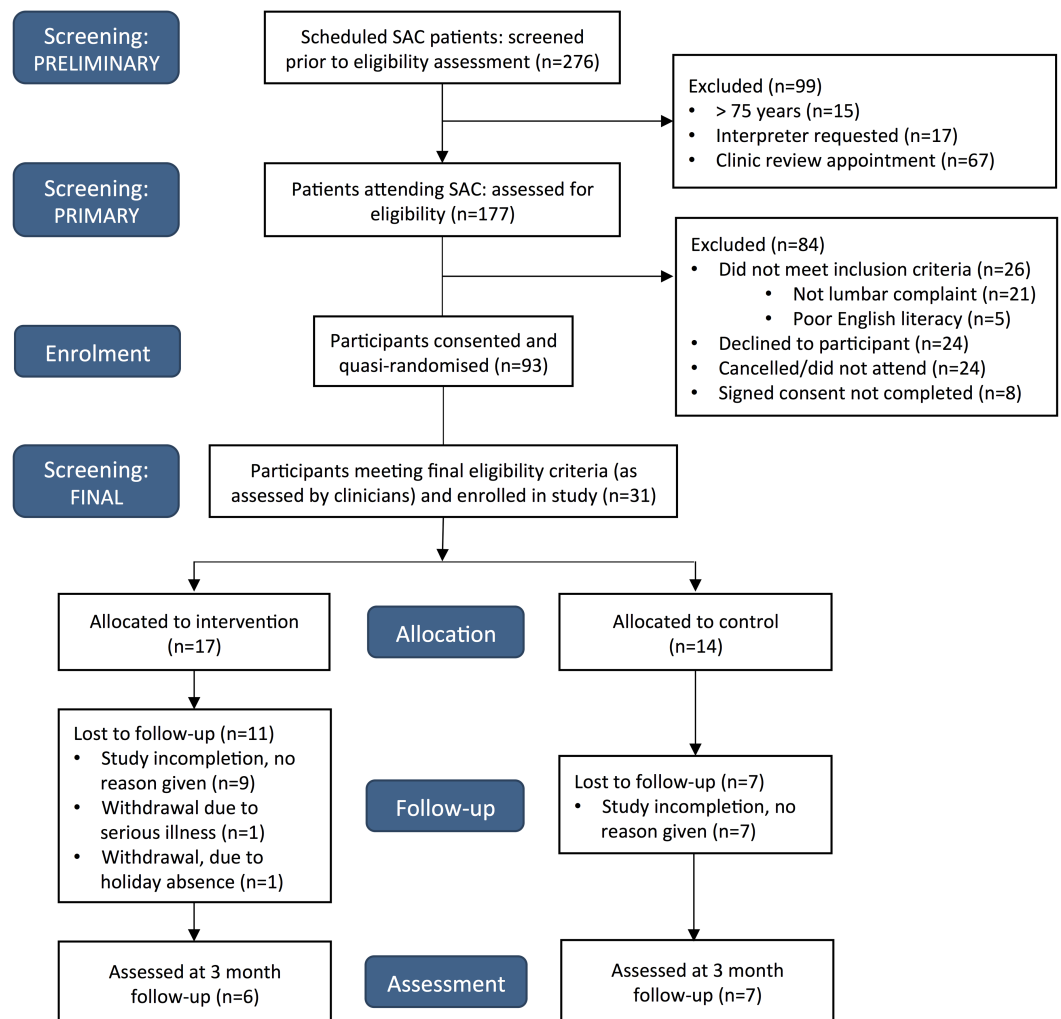 Screening:
PRELIMINARY
Scheduled SAC patients: screened
prior to eligibility assessment (n=276)
Excluded (n=99)
• > 75 years (n=15)
• Interpreter requested (n=17)
• Clinic review appointment (n=67)
Screening:
PRIMARY
Patients attending SAC: assessed for
eligibility (n=177)
Excluded (n=84)
• Did not meet inclusion criteria (n=26)
• Not lumbar complaint (n=21)
• Poor English literacy (n=5)
• Declined to participant (n=24)
• Cancelled/did not attend (n=24)
• Signed consent not completed (n=8)
Enrolment
Participants consented and
quasi-randomised (n=93)
Screening:
FINAL
Participants meeting final eligibility criteria (as
assessed by clinicians) and enrolled in study (n=31)
Allocated to intervention
(n=17)
Allocation
Allocated to control
(n=14)
Lost to follow-up (n=11)
• Study incompletion, no
reason given (n=9)
• Withdrawal due to
serious illness (n=1)
• Withdrawal, due to
holiday absence (n=1)
Follow-up
Lost to follow-up (n=7)
• Study incompletion, no
reason given (n=7)
Assessed at 3 month
follow-up (n=6)
Assessment
Assessed at 3 month
follow-up (n=7)